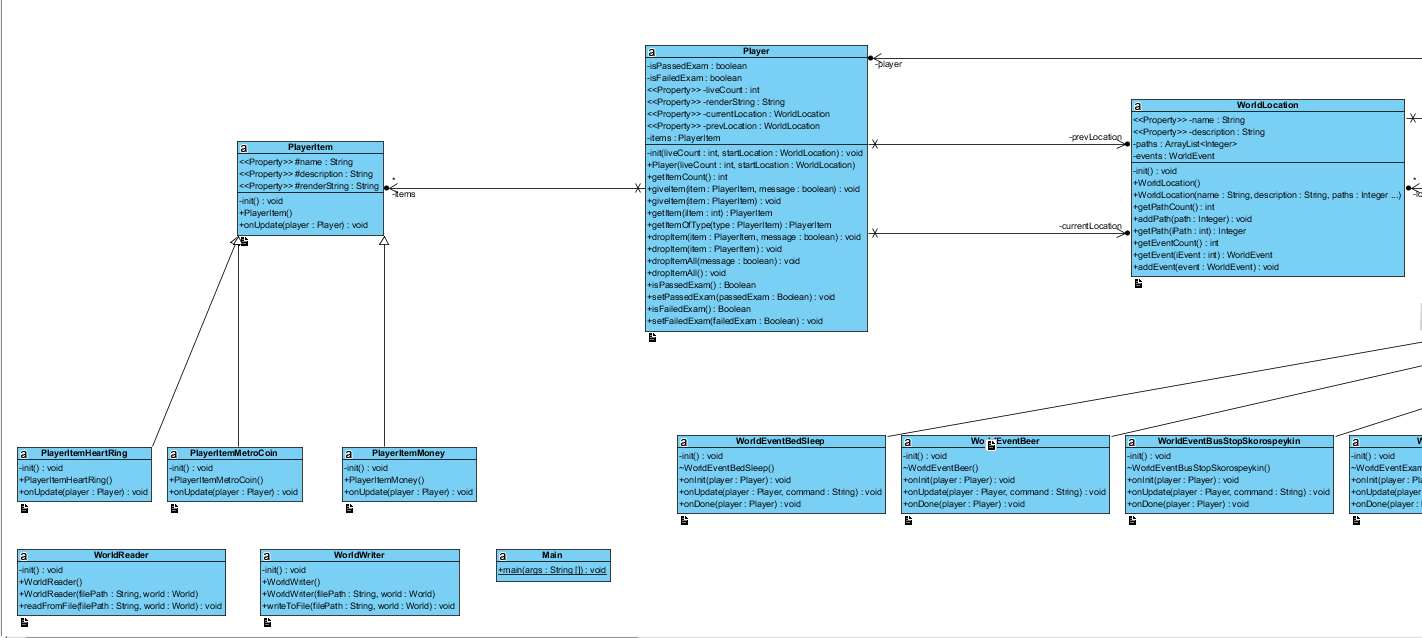 Player
-isPassedExam : boolean
-isFailedExam : boolean
<<Property>> -liveCount : int
<<Property>> -renderString : String
<<Property>> -currentLocation : WorldLocation
<<Property>> -prevLocation : WorldLocation
-items : PlayerItem
-init(liveCount : int, startLocation : WorldLocation) : void
+Player(liveCount : int, startLocation : WorldLocation)
+getItemCount() : int
+giveItem(item : PlayerItem, message : boolean) : void
+giveItem(item : PlayerItem) : void
+getItem(iItem : int) : PlayerItem
+getItemOfType(type : PlayerItem) : PlayerItem
+dropItem(item : PlayerItem, message : boolean) : void
+dropItem(item : PlayerItem) : void
+dropItemAll(message : boolean) : void
+dropItemAll() : void
+isPassedExam() : Boolean
+setPassedExam(passedExam : Boolean) : void
+isFailedExam() : Boolean
+setFailedExam(failedExam : Boolean) : void
-player
-prevLocation
-currentLocation
WorldLocation
<<Property>> -name : String
<<Property>> -description : String
-paths : ArrayList<Integer>
-events : WorldEvent
-init() : void
+WorldLocation()
+WorldLocation(name : String, description : String, paths : Integer ...)
+getPathCount() : int
+addPath(path : Integer) : void
+getPath(iPath : int) : Integer
+getEventCount() : int
+getEvent(iEvent : int) : WorldEvent
+addEvent(event : WorldEvent) : void
*
PlayerItem
<<Property>> #name : String
<<Property>> #description : String
<<Property>> #renderString : String
-init() : void
+PlayerItem()
+onUpdate(player : Player) : void
*
-items
PlayerItemHeartRing
-init() : void
+PlayerItemHeartRing()
+onUpdate(player : Player) : void
PlayerItemMetroCoin
-init() : void
+PlayerItemMetroCoin()
+onUpdate(player : Player) : void
PlayerItemMoney
-init() : void
+PlayerItemMoney()
+onUpdate(player : Player) : void
WorldEventBedSleep
-init() : void
~WorldEventBedSleep()
+onInit(player : Player) : void
+onUpdate(player : Player, command : String) : void
+onDone(player : Player) : void
WorldEventBeer
-init() : void
~WorldEventBeer()
+onInit(player : Player) : void
+onUpdate(player : Player, command : String) : void
+onDone(player : Player) : void
WorldEventBusStopSkorospeykin
-init() : void
~WorldEventBusStopSkorospeykin()
+onInit(player : Player) : void
+onUpdate(player : Player, command : String) : void
+onDone(player : Player) : void
-init() : void
~WorldEventExam
+onInit(player : Player)
+onUpdate(player : Player
+onDone(player : Player)
WorldReader
-init() : void
+WorldReader()
+WorldReader(filePath : String, world : World)
+readFromFile(filePath : String, world : World) : void
WorldWriter
-init() : void
+WorldWriter()
+WorldWriter(filePath : String, world : World)
+writeToFile(filePath : String, world : World) : void
Main
+main(args : String []) : void